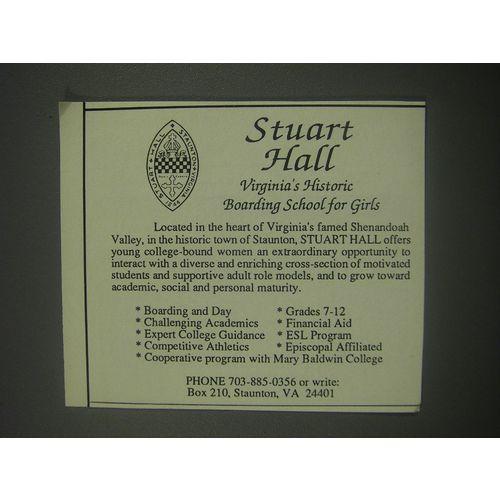 STUART HALL STAUNTON VIRGINIA
Stuart
Hall
Virginia's Historic
Boarding School for Girls
Located in the heart of Virginia's famed Shenandoah
Valley, in the historic town of Staunton, STUART HALL offers
young college-bound women an extraordinary opportunity to
interact with a diverse and enriching cross-section of motivated
students and supportive adult role models, and to grow toward
academic, social and personal maturity.
* Boarding and Day
* Grades 7-12
* Challenging Academics
* Financial Aid
* Expert College Guidance
* ESL Program
* Competitive Athletics
* Episcopal Affiliated
* Cooperative program with Mary Baldwin College
PHONE 703-885-0356 or write:
Box 210, Staunton, VA 24401